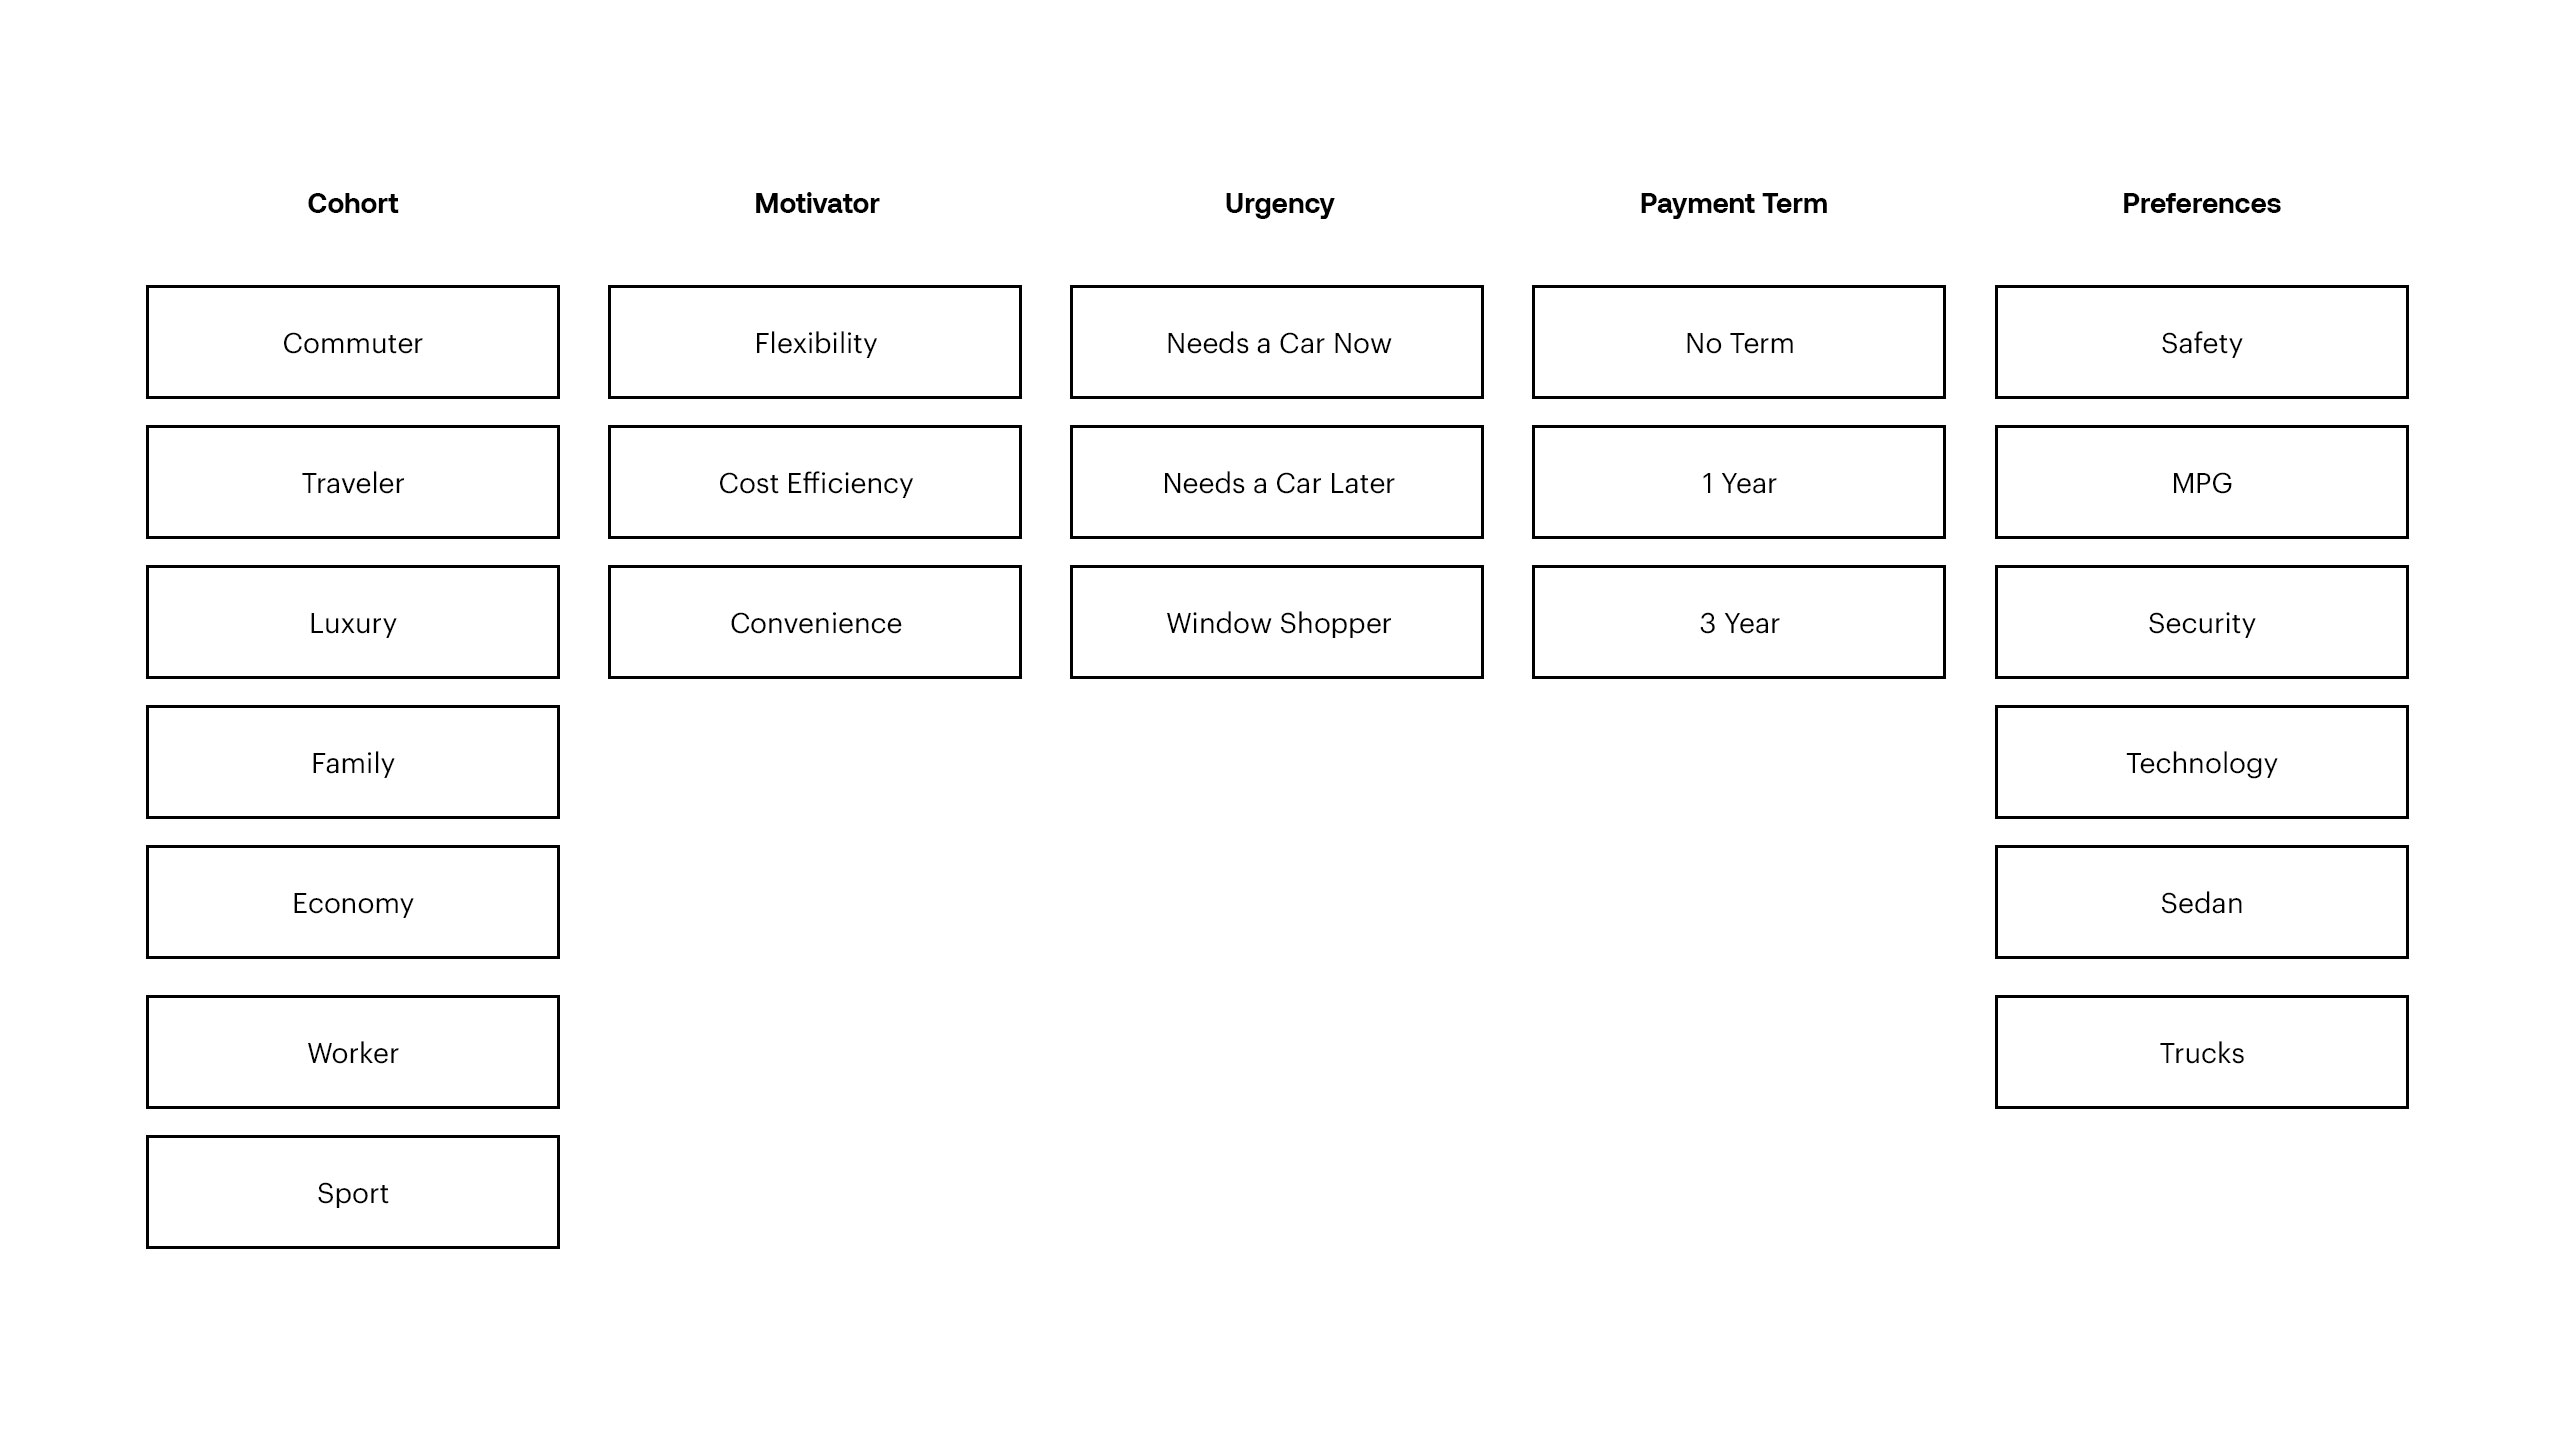 Cohort
Motivator
Urgency
Payment Term
Preferences
Commuter
Flexibility
Needs a Car Now
No Term
Safety
Traveler
Cost Efficiency
Needs a Car Later
1 Year
MPG
Luxury
Convenience
Window Shopper
3 Year
Security
Family
Technology
Economy
Sedan
Worker
Trucks
Sport